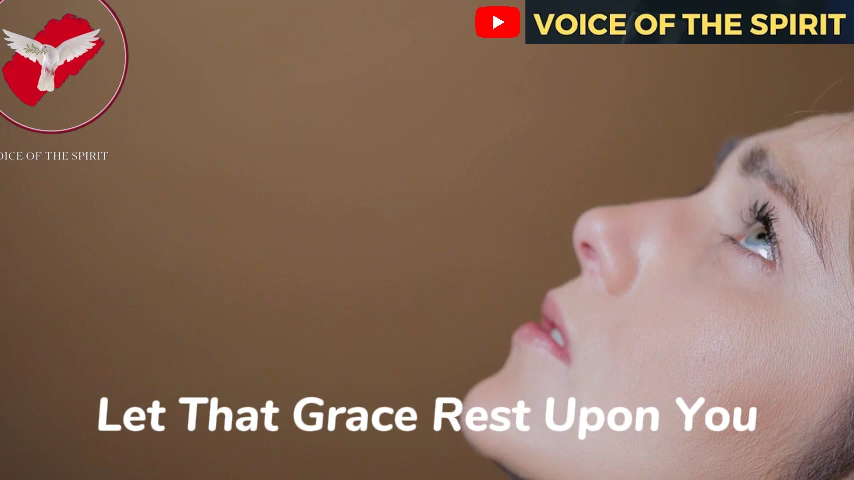 VOICE OF THE SPIRIT
OICE OF THE SPIRIT
Let That Grace Rest Upon You